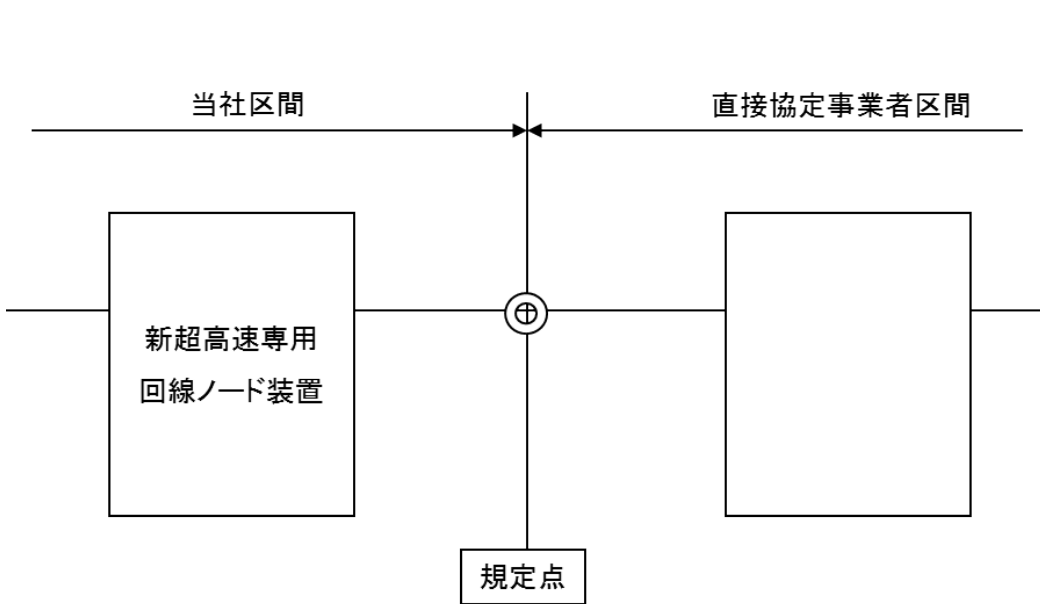 当社区間
直接協定事業者区間
新超高速専用
回線ノード装置
規定点